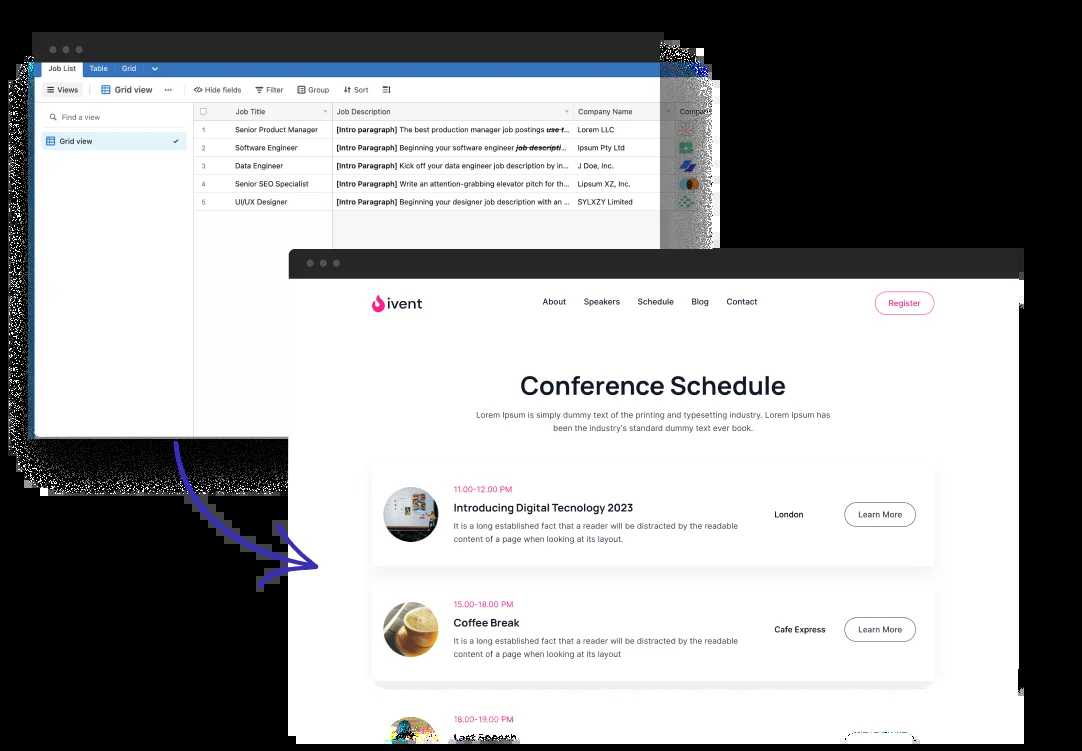 Job List Table Grid
Views Grid view ... Hide fields Filter Group Sort
Find a view
Grid view
Job Title Job Description Company Name
1 Senior Product Manager [Intro paragraph] The best production manager job postings use t... Lorem LLC
2 Software Engineer [Intro Paragraph] Beginning your software engineer job descripti... Ipsum Pty Ltd
3 Data Engineer [Intro Paragraph] Kick off your data engineer job description by in... J Doe, Inc.
4 Senior SEO Specialist [Intro Paragraph] Write an attention-grabbing elevator pitch for th... Lipsum XZ, Inc.
5 UI/UX Designer [Intro Paragraph] Beginning your designer job description with an ... SYLXZY Limited
ivent About Speakers Schedule Blog Contact Register
Conference Schedule
Lorem Ipsum is simply dummy text of the printing and typesetting industry. Lorem Ipsum has
been the industry's standard dummy text ever book.
11.00-12.00 PM
Introducing Digital Tecnology 2023
It is a long established fact that a reader will be distracted by the readable
content of a page when looking at its layout.
London Learn More
15.00-18.00 PM
Coffee Break
It is a long established fact that a reader will be distracted by the readable
content of a page when looking at its layout
Cafe Express Learn More
18.00-19.00 PM
Last Speech